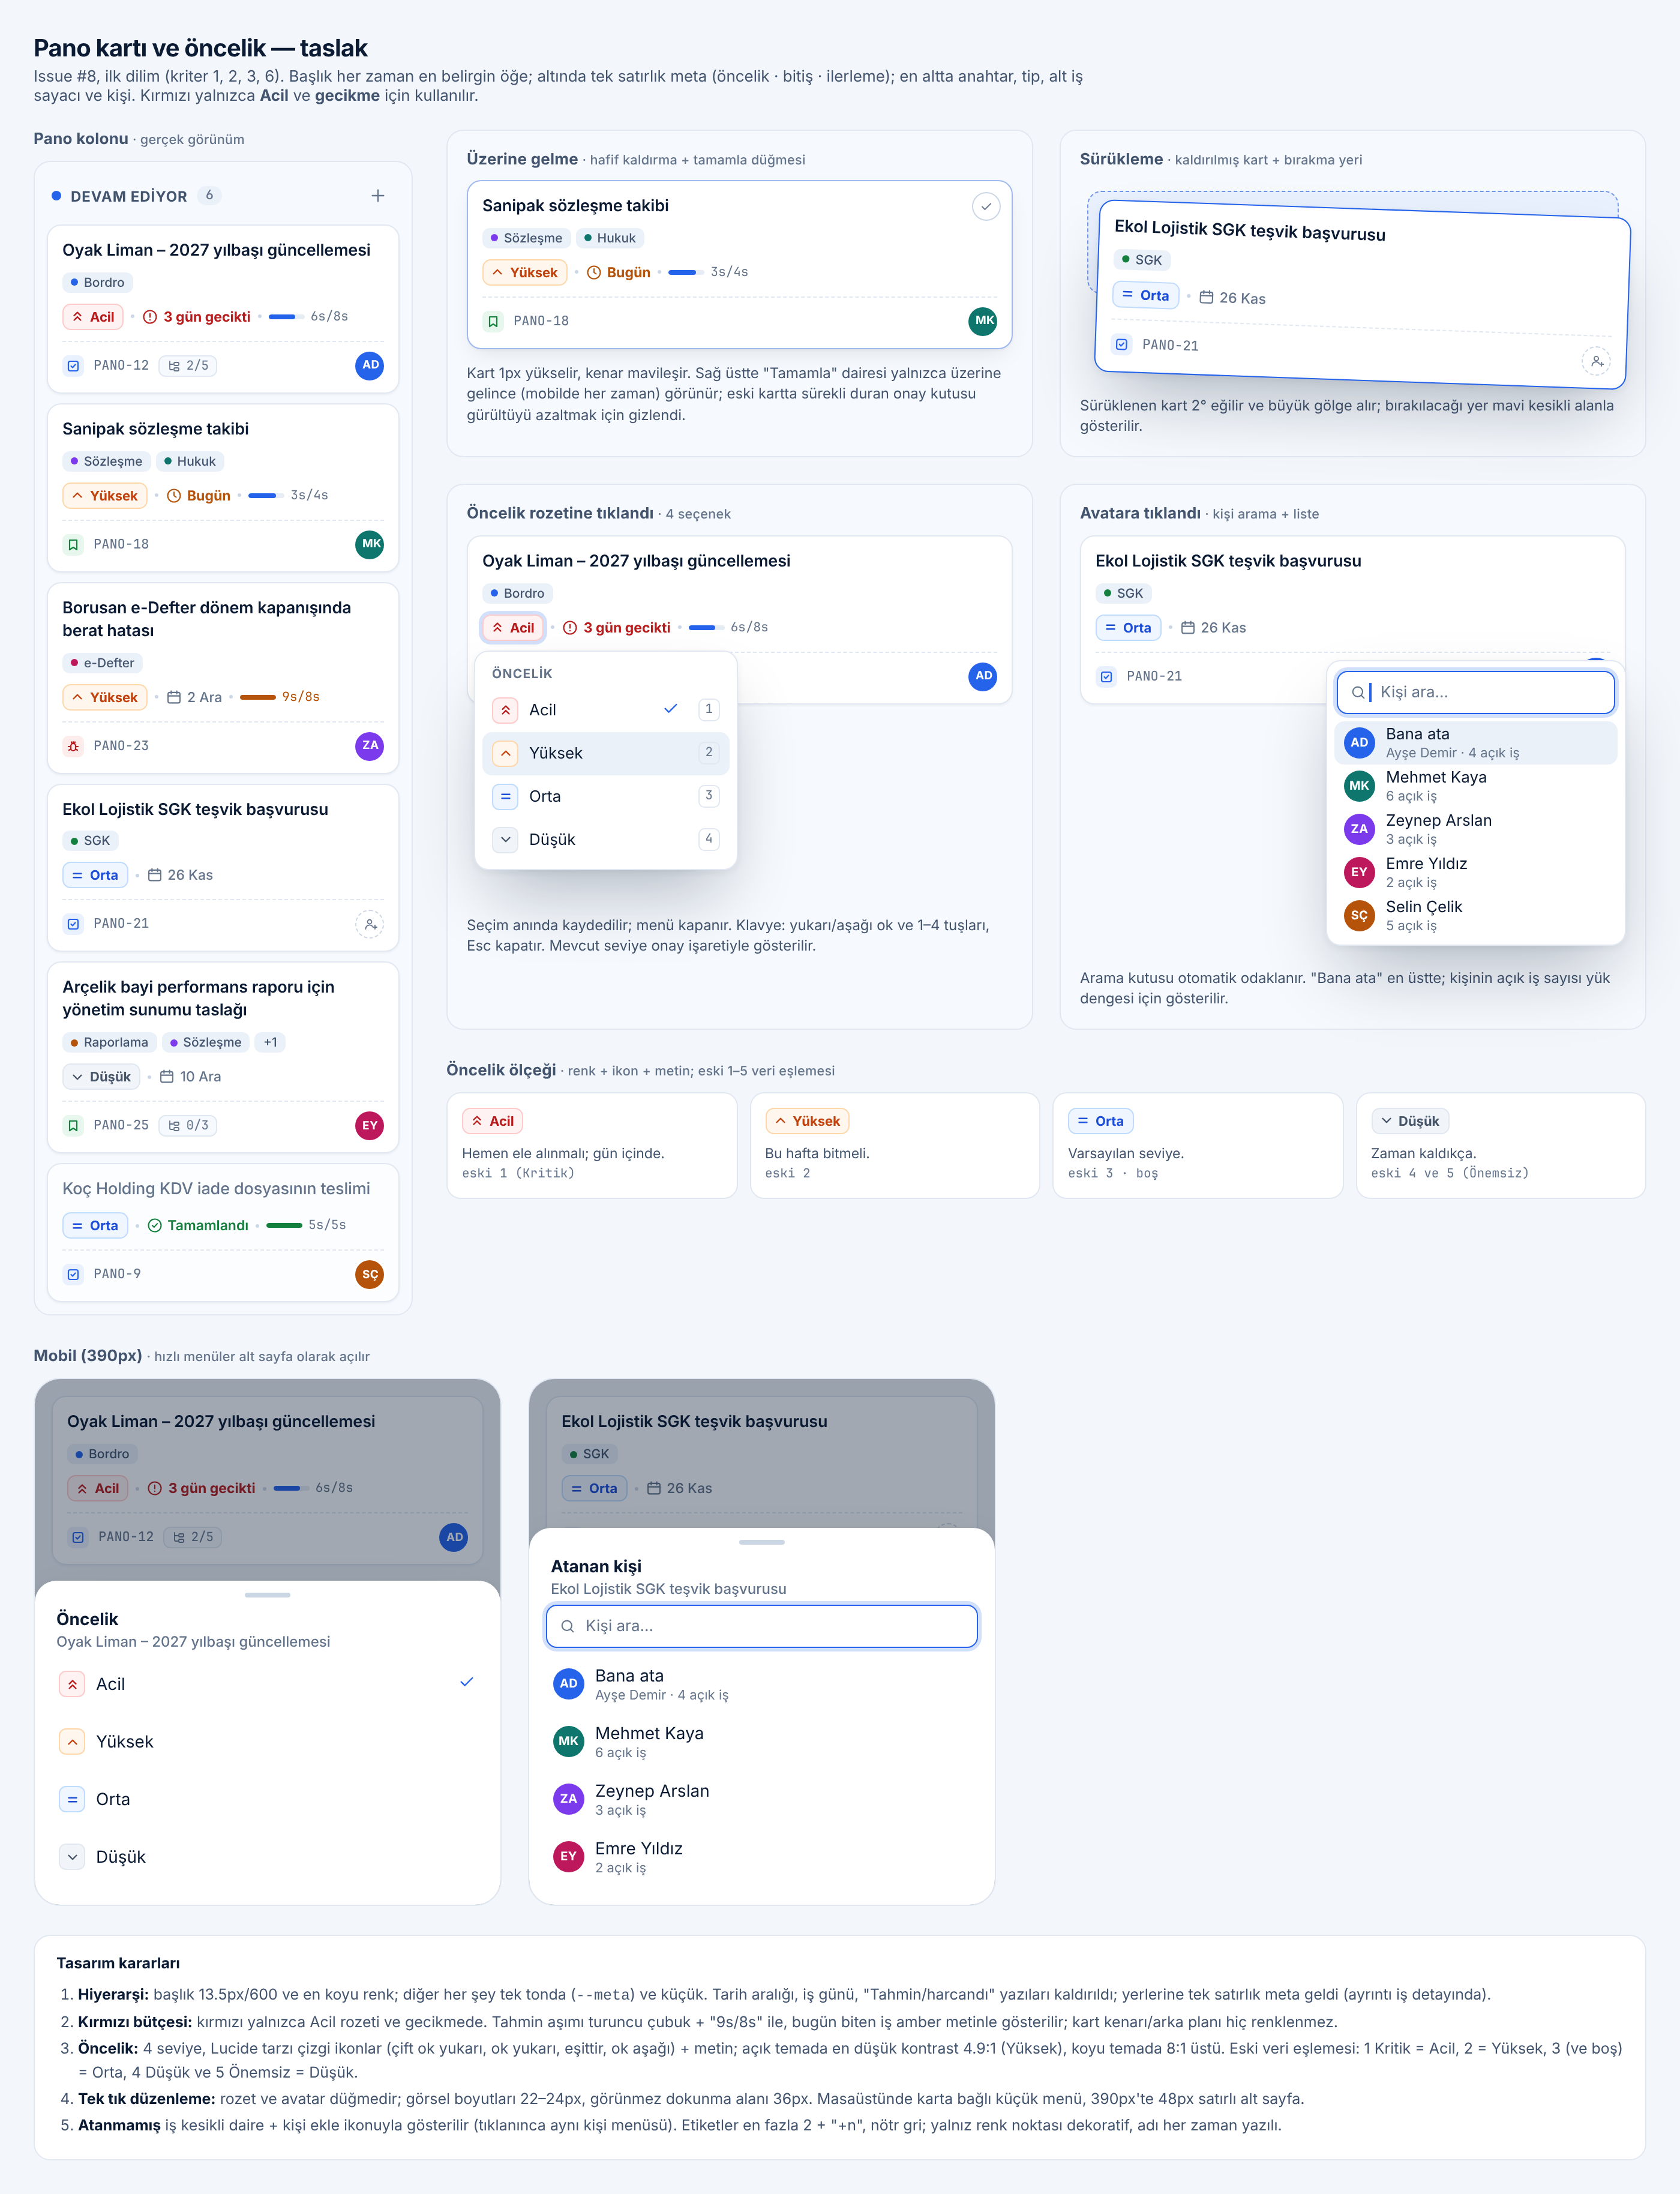 Pano kartı ve öncelik — taslak
Issue #8, ilk dilim (kriter 1, 2, 3, 6). Başlık her zaman en belirgin öğe; altında tek satırlık meta (öncelik · bitiş · ilerleme); en altta anahtar, tip, alt iş
sayacı ve kişi. Kırmızı yalnızca Acil ve gecikme için kullanılır.
Pano kolonu · gerçek görünüm
DEVAM EDİYOR 6
Oyak Liman – 2027 yılbaşı güncellemesi
Bordro
Acil · 3 gün gecikti · 6s/8s
PANO-12 2/5 AD
Sanipak sözleşme takibi
Sözleşme Hukuk
Yüksek · Bugün · 3s/4s
PANO-18 MK
Borusan e-Defter dönem kapanışında
berat hatası
e-Defter
Yüksek · 2 Ara · 9s/8s
PANO-23 ZA
Ekol Lojistik SGK teşvik başvurusu
SGK
Orta · 26 Kas
PANO-21
Arçelik bayi performans raporu için
yönetim sunumu taslağı
Raporlama Sözleşme +1
Düşük · 10 Ara
PANO-25 0/3 EY
Koç Holding KDV iade dosyasının teslimi
Orta · Tamamlandı · 5s/5s
PANO-9 SÇ
Üzerine gelme · hafif kaldırma + tamamla düğmesi
Sanipak sözleşme takibi
Sözleşme Hukuk
Yüksek · Bugün · 3s/4s
PANO-18 MK
Kart 1px yükselir, kenar mavileşir. Sağ üstte "Tamamla" dairesi yalnızca üzerine
gelince (mobilde her zaman) görünür; eski kartta sürekli duran onay kutusu
gürültüyü azaltmak için gizlendi.
Sürükleme · kaldırılmış kart + bırakma yeri
Ekol Lojistik SGK teşvik başvurusu
SGK
Orta · 26 Kas
PANO-21
Sürüklenen kart 2° eğilir ve büyük gölge alır; bırakılacağı yer mavi kesikli alanla
gösterilir.
Öncelik rozetine tıklandı · 4 seçenek
Oyak Liman – 2027 yılbaşı güncellemesi
Bordro
Acil · 3 gün gecikti · 6s/8s
AD
ÖNCELİK
Acil 1
Yüksek 2
Orta 3
Düşük 4
Seçim anında kaydedilir; menü kapanır. Klavye: yukarı/aşağı ok ve 1–4 tuşları,
Esc kapatır. Mevcut seviye onay işaretiyle gösterilir.
Avatara tıklandı · kişi arama + liste
Ekol Lojistik SGK teşvik başvurusu
SGK
Orta · 26 Kas
PANO-21
Kişi ara...
AD Bana ata
Ayşe Demir · 4 açık iş
MK Mehmet Kaya
6 açık iş
ZA Zeynep Arslan
3 açık iş
EY Emre Yıldız
2 açık iş
SÇ Selin Çelik
5 açık iş
Arama kutusu otomatik odaklanır. "Bana ata" en üstte; kişinin açık iş sayısı yük
dengesi için gösterilir.
Öncelik ölçeği · renk + ikon + metin; eski 1–5 veri eşlemesi
Acil
Hemen ele alınmalı; gün içinde.
eski 1 (Kritik)
Yüksek
Bu hafta bitmeli.
eski 2
Orta
Varsayılan seviye.
eski 3 · boş
Düşük
Zaman kaldıkça.
eski 4 ve 5 (Önemsiz)
Mobil (390px) · hızlı menüler alt sayfa olarak açılır
Oyak Liman – 2027 yılbaşı güncellemesi
Bordro
Acil · 3 gün gecikti · 6s/8s
PANO-12 2/5 AD
Öncelik
Oyak Liman – 2027 yılbaşı güncellemesi
Acil
Yüksek
Orta
Düşük
Ekol Lojistik SGK teşvik başvurusu
SGK
Orta · 26 Kas
Atanan kişi
Ekol Lojistik SGK teşvik başvurusu
Kişi ara...
AD Bana ata
Ayşe Demir · 4 açık iş
MK Mehmet Kaya
6 açık iş
ZA Zeynep Arslan
3 açık iş
EY Emre Yıldız
2 açık iş
Tasarım kararları
1. Hiyerarşi: başlık 13.5px/600 ve en koyu renk; diğer her şey tek tonda (--meta) ve küçük. Tarih aralığı, iş günü, "Tahmin/harcandı" yazıları kaldırıldı; yerlerine tek satırlık meta geldi (ayrıntı iş detayında).
2. Kırmızı bütçesi: kırmızı yalnızca Acil rozeti ve gecikmede. Tahmin aşımı turuncu çubuk + "9s/8s" ile, bugün biten iş amber metinle gösterilir; kart kenarı/arka planı hiç renklenmez.
3. Öncelik: 4 seviye, Lucide tarzı çizgi ikonlar (çift ok yukarı, ok yukarı, eşittir, ok aşağı) + metin; açık temada en düşük kontrast 4.9:1 (Yüksek), koyu temada 8:1 üstü. Eski veri eşlemesi: 1 Kritik = Acil, 2 = Yüksek, 3 (ve boş)
= Orta, 4 Düşük ve 5 Önemsiz = Düşük.
4. Tek tık düzenleme: rozet ve avatar düğmedir; görsel boyutları 22–24px, görünmez dokunma alanı 36px. Masaüstünde karta bağlı küçük menü, 390px'te 48px satırlı alt sayfa.
5. Atanmamış iş kesikli daire + kişi ekle ikonuyla gösterilir (tıklanınca aynı kişi menüsü). Etiketler en fazla 2 + "+n", nötr gri; yalnız renk noktası dekoratif, adı her zaman yazılı.